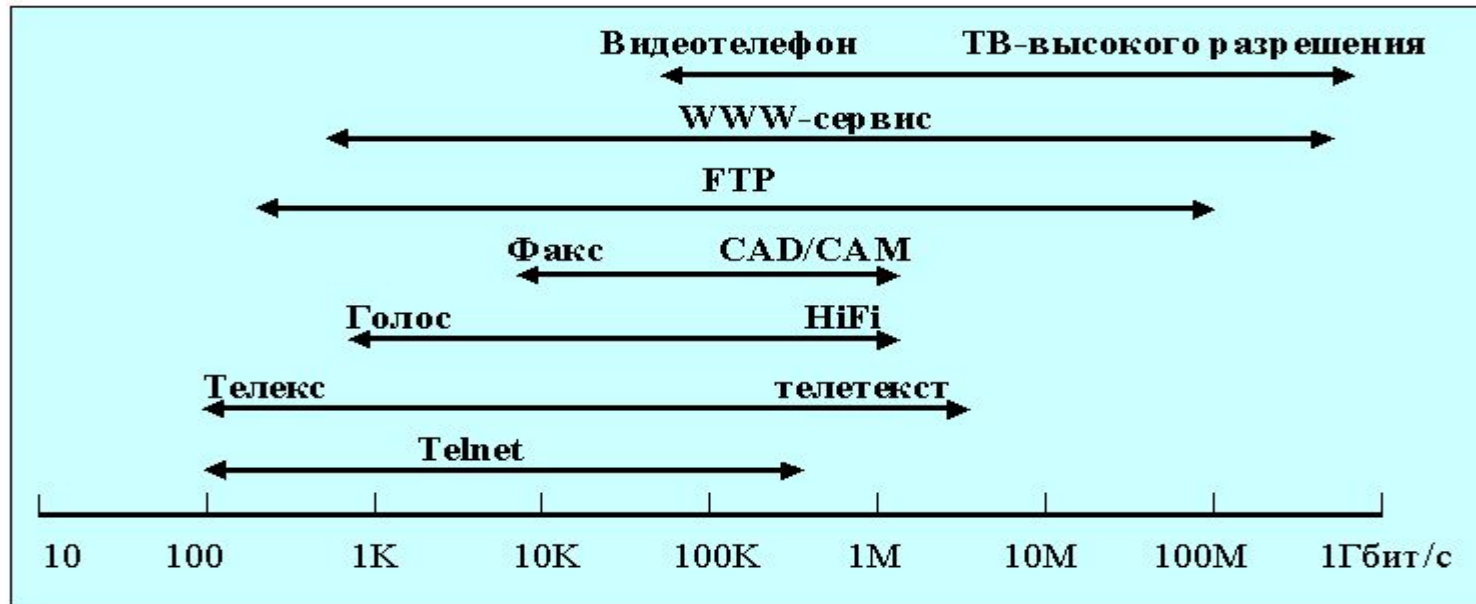 Видеотелефон ТВ-высокого разрешения
WWW-сервис
FTP
Факс CAD/CAM
Голос HiFi
Телекс телетекст
Telnet
10 100 1K 10K 100K 1M 10M 100M 1Гбит/с